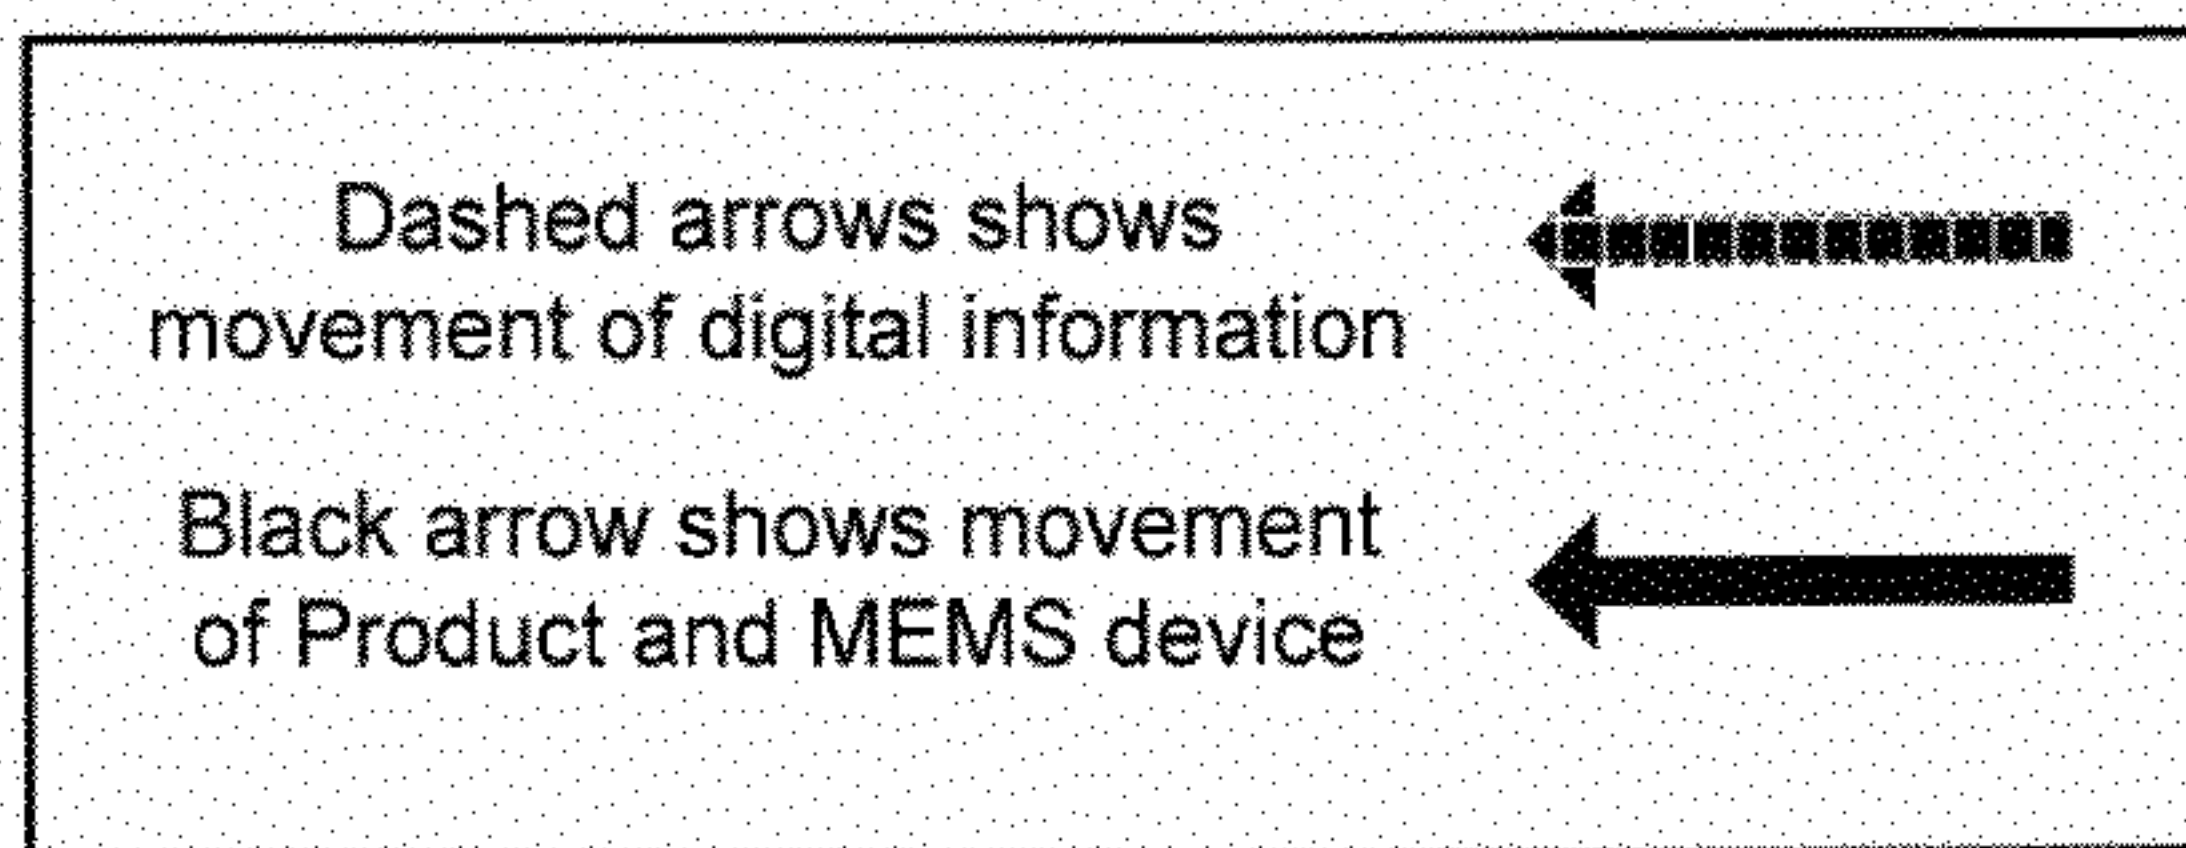 Dashed arrows shows
movement of digital information
Black arrow shows movement
of Product and MEMS device